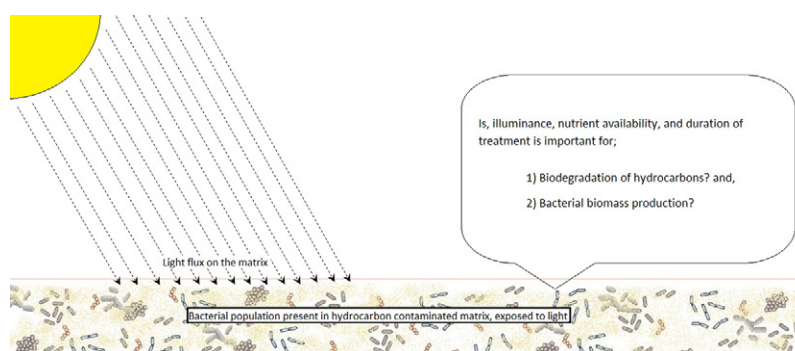 Is, illuminance, nutrient availability, and duration of
treatment is important for;
1) Biodegradation of hydrocarbons? and,
2) Bacterial biomass production?
Light flux on the matrix
Bacterial population present in hydrocarbon contaminated matrix, exposed to light